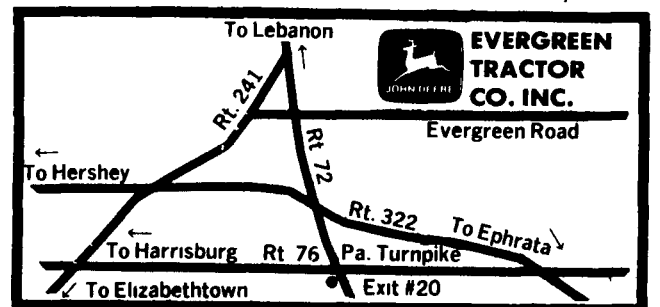 To Lebanon
EVERGREEN
TRACTOR
CO. INC.
JOHN DEERE
Rt. 241
Evergreen Road
Rt 72
To Hershey
Rt. 322
To Ephrata
To Harrisburg
Rt 76
Pa. Turnpike
To Elizabethtown
Exit #20